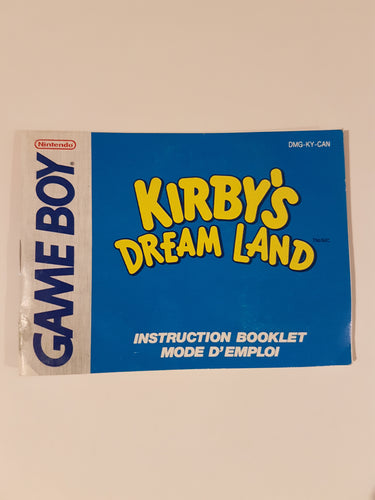 Nintendo®
GAME BOY
DMG-KY-CAN
KIRBY'S
DREAM LAND
INSTRUCTION BOOKLET
MODE D'EMPLOI